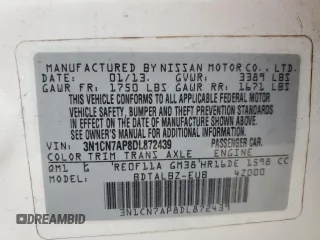 MANUFACTURED BY NISSAN MOTOR CO., LTD.
DATE: 01/13. GVWR: 3389 LBS
GAWR FR: 1750 LBS GAWR RR: 1671 LBS
THIS VEHICLE CONFORMS TO ALL APPLICABLE FEDERAL MOTOR
VEHICLE SAFETY, BUMPER AND THEFT PREVENTION STANDARDS
IN EFFECT ON THE DATE OF MANUFACTURE SHOWN ABOVE.
SEE OWNER'S MANUAL FOR ADDITIONAL INFORMATION
VIN: 3N1CN7AP8DL872439 PASSENGER CAR.
COLOR TRIM TRANS AXLE ENGINE
QM1 G RE0F11A GM38 HR16DE 1598 CC
MODEL: BDTALBZ-EUB 4Z000
3N1CN7AP8DL872439
© AUTOBIDMASTER